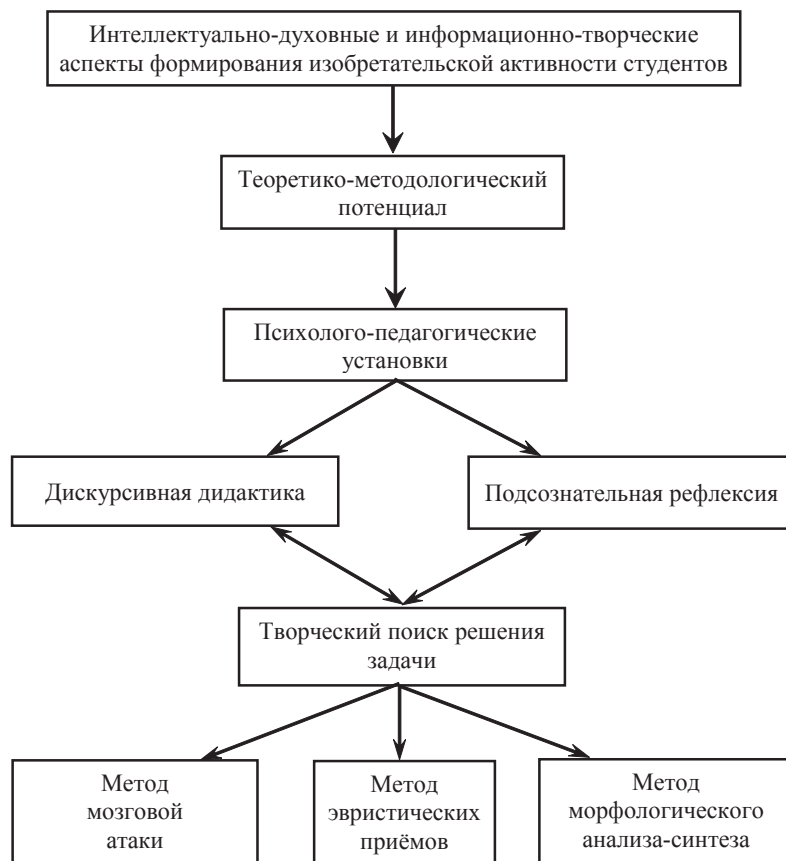 Интеллектуально-духовные и информационно-творческие
аспекты формирования изобретательской активности студентов
Теоретико-методологический
потенциал
Психолого-педагогические
установки
Дискурсивная дидактика
Подсознательная рефлексия
Творческий поиск решения
задачи
Метод
мозговой
атаки
Метод
эвристических
приёмов
Метод
морфологического
анализа-синтеза